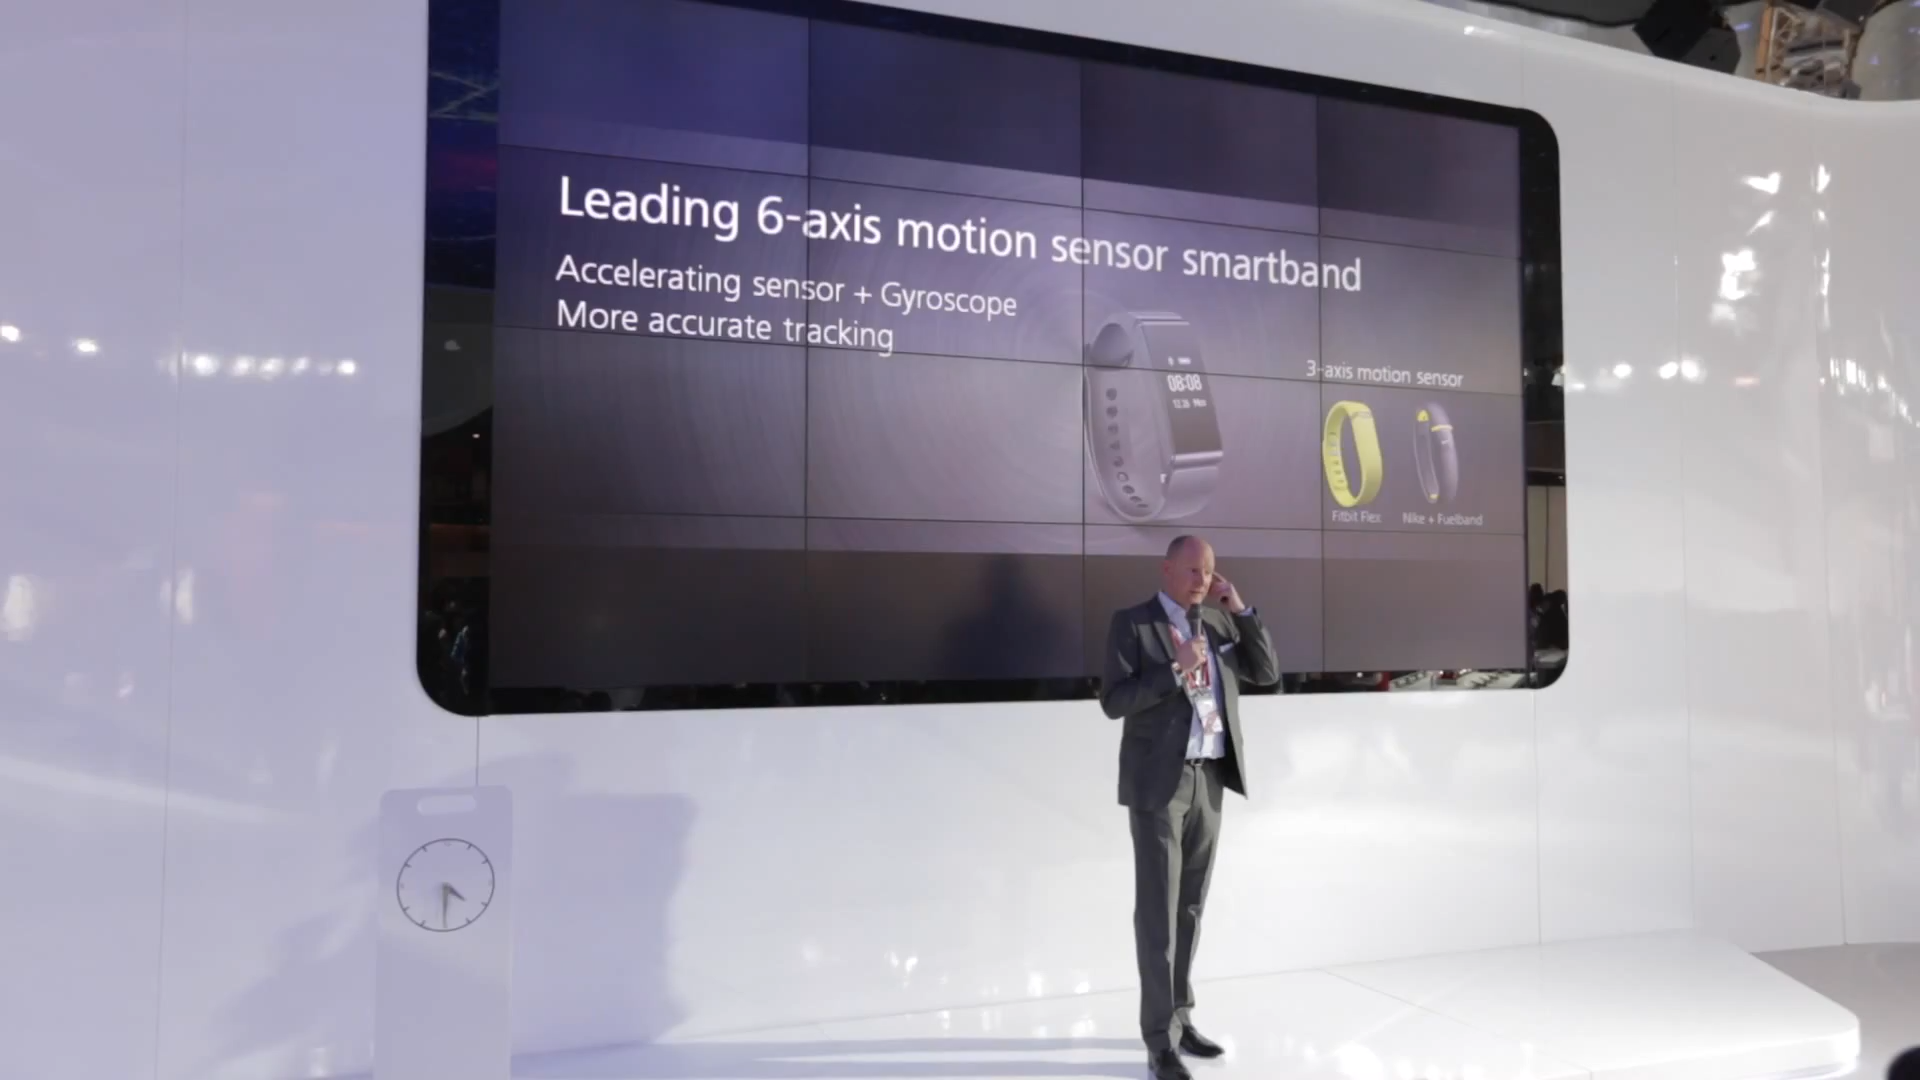 Leading 6-axis motion sensor smartband
Accelerating sensor + Gyroscope
More accurate tracking
08:08
3-axis motion sensor
Fitbit Flex
Nike + Fuelband